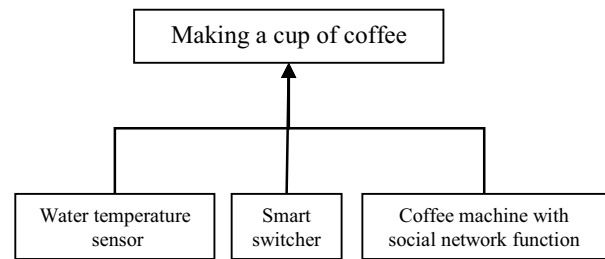 Making a cup of coffee
Water temperature
sensor
Smart
switcher
Coffee machine with
social network function